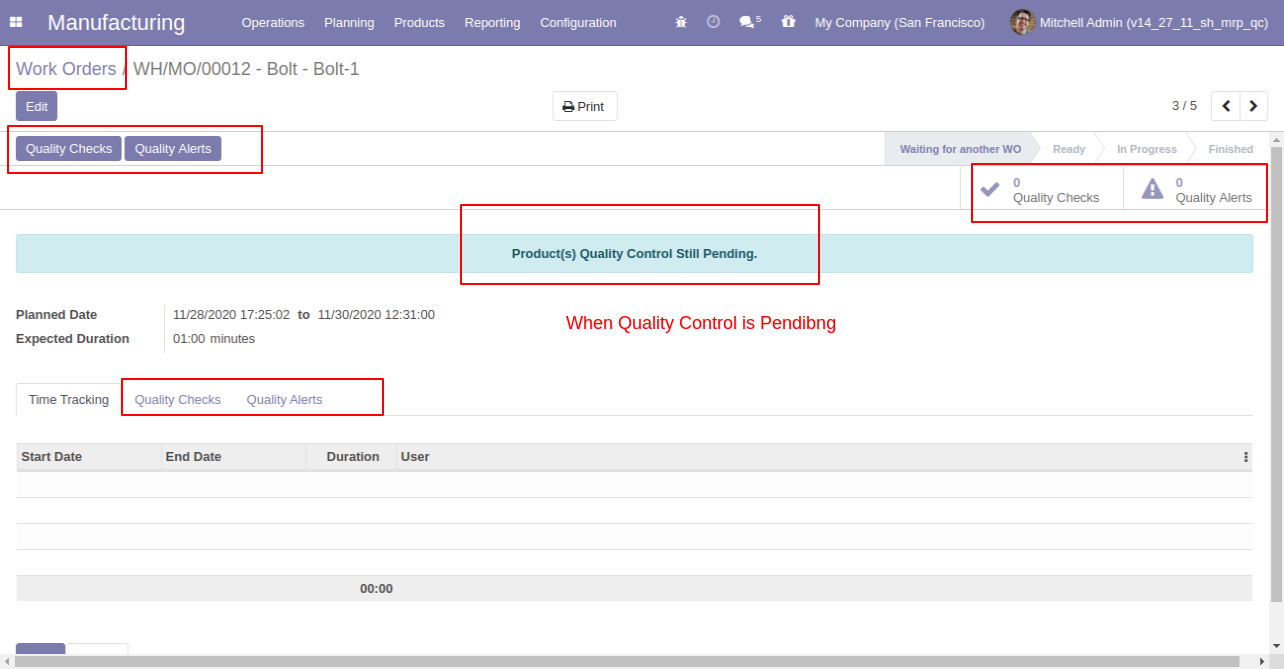 Manufacturing Operations Planning Products Reporting Configuration 5 My Company (San Francisco) Mitchell Admin (v14_27_11_sh_mrp_qc)
Work Orders / WH/MO/00012 - Bolt - Bolt-1
Edit Print 3 / 5
Quality Checks Quality Alerts Waiting for another WO Ready In Progress Finished
0 0
Quality Checks Quality Alerts
Product(s) Quality Control Still Pending.
Planned Date 11/28/2020 17:25:02 to 11/30/2020 12:31:00
When Quality Control is Pendibng
Expected Duration 01:00 minutes
Time Tracking Quality Checks Quality Alerts
Start Date End Date Duration User
00:00